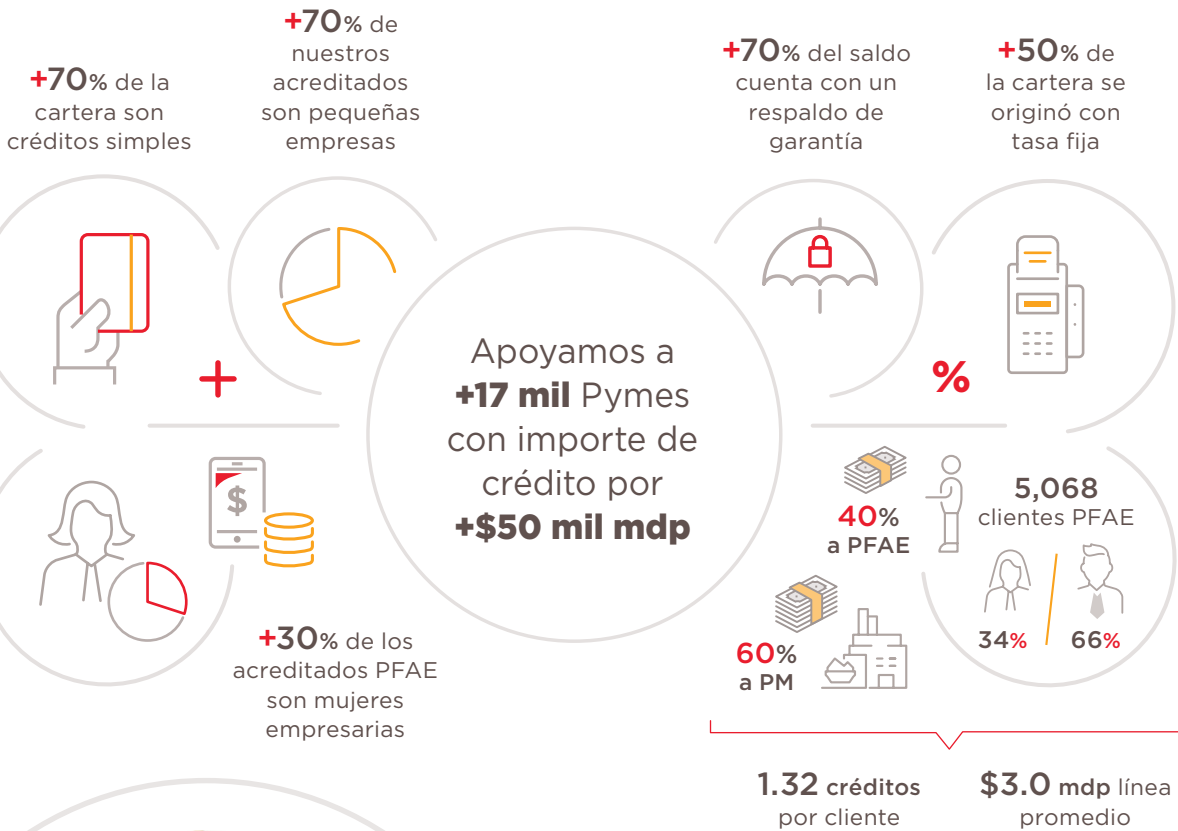 +70% de la
cartera son
créditos simples
+70% de
nuestros
acreditados
son pequeñas
empresas
+70% del saldo
cuenta con un
respaldo de
garantía
+50% de
la cartera se
originó con
tasa fija
+
%
Apoyamos a
+17 mil Pymes
con importe de
crédito por
+$50 mil mdp
$
+30% de los
acreditados PFAE
son mujeres
empresarias
40%
a PFAE
60%
a PM
5,068
clientes PFAE
34% / 66%
1.32 créditos
por cliente
$3.0 mdp línea
promedio